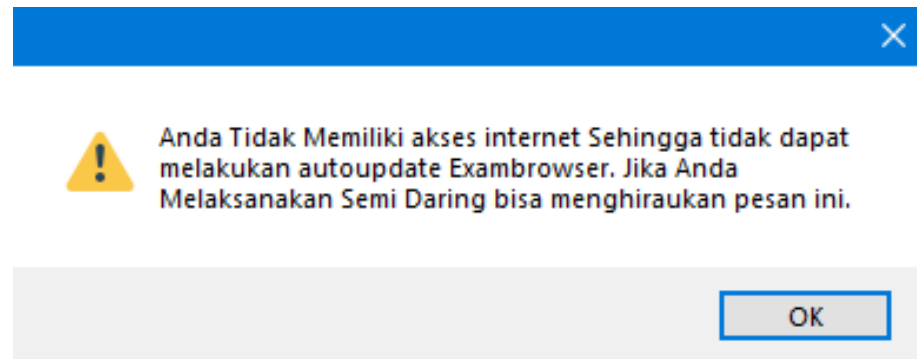 Anda Tidak Memiliki akses internet Sehingga tidak dapat
melakukan autoupdate Exambrowser. Jika Anda
Melaksanakan Semi Daring bisa menghiraukan pesan ini.
OK